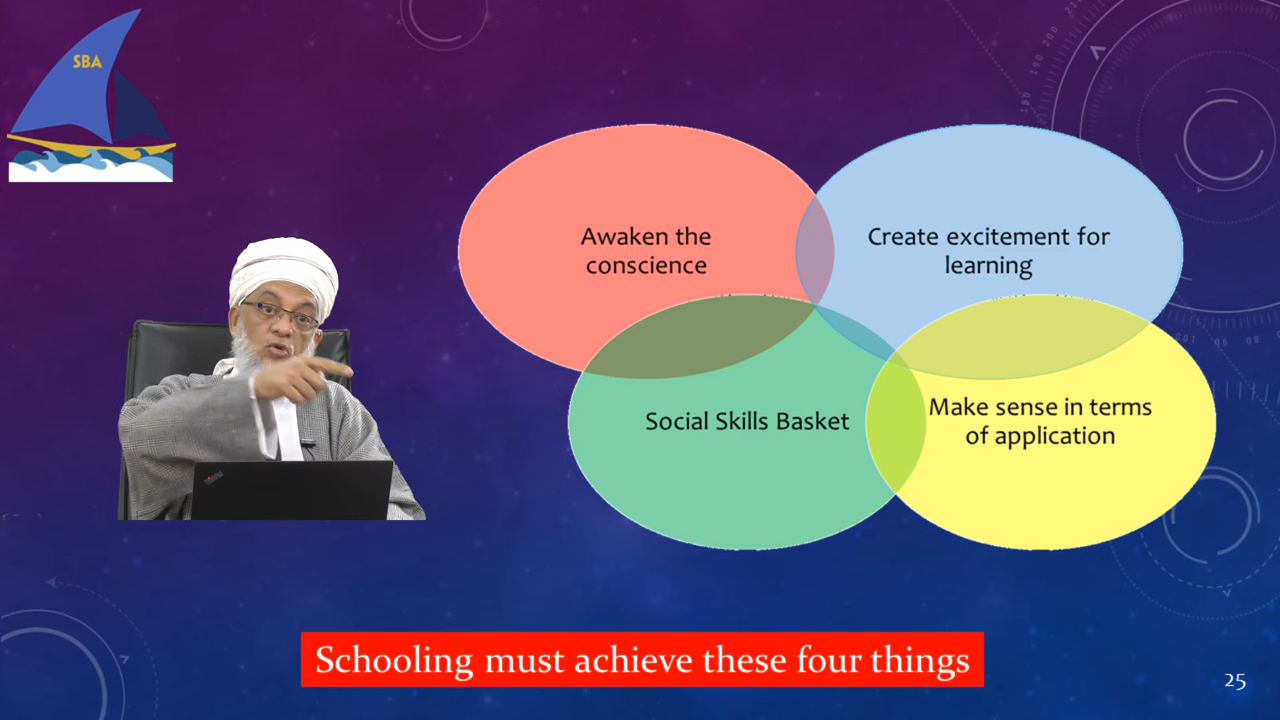 SBA
Awaken the
conscience
Create excitement for
learning
Social Skills Basket
Make sense in terms
of application
Schooling must achieve these four things
25